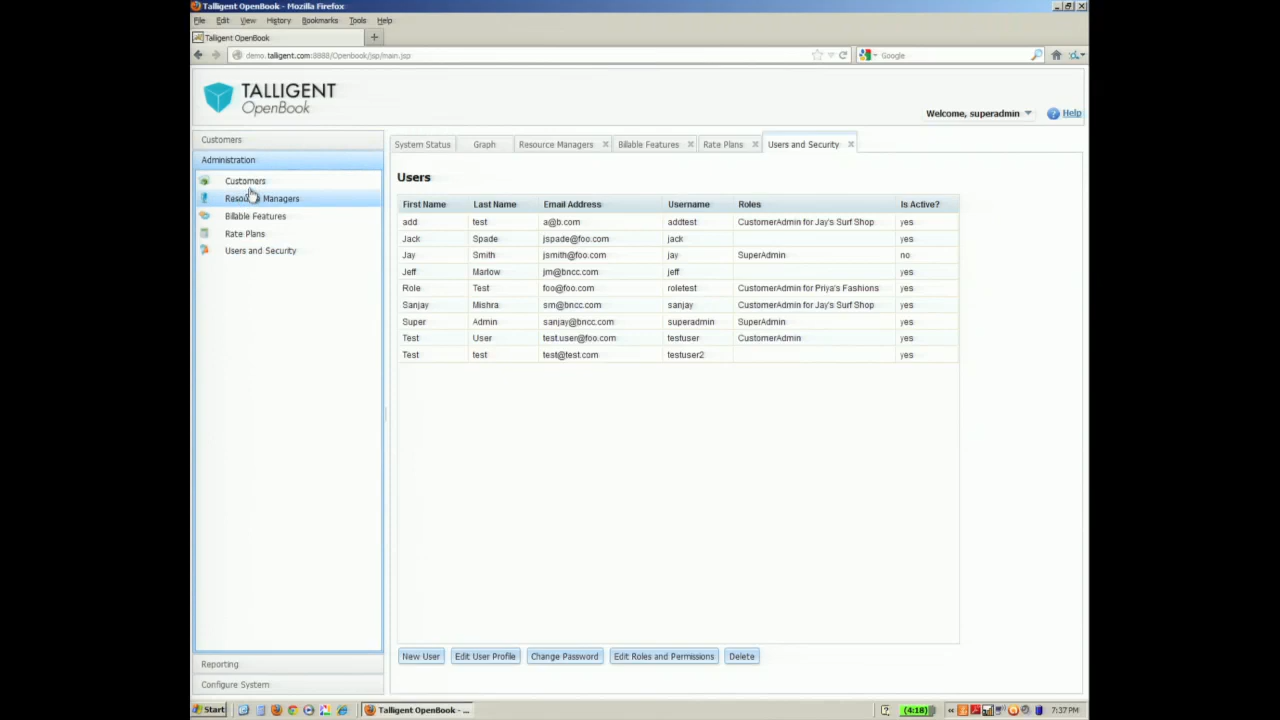 Talligent OpenBook - Mozilla Firefox
File Edit View History Bookmarks Tools Help
Talligent OpenBook
demo.talligent.com:8888/Openbook/jsp/main.jsp Google
TALLIGENT
OpenBook
Welcome, superadmin Help
Customers
Administration
Customers
Resource Managers
Billable Features
Rate Plans
Users and Security
Reporting
Configure System
System Status Graph Resource Managers Billable Features Rate Plans Users and Security
Users
First Name Last Name Email Address Username Roles Is Active?
add test a@b.com addtest CustomerAdmin for Jay's Surf Shop yes
Jack Spade jspade@foo.com jack yes
Jay Smith jsmith@foo.com jay SuperAdmin no
Jeff Marlow jm@bncc.com jeff yes
Role Test foo@foo.com roletest CustomerAdmin for Priya's Fashions yes
Sanjay Mishra sm@bncc.com sanjay CustomerAdmin for Jay's Surf Shop yes
Super Admin sanjay@bncc.com superadmin SuperAdmin yes
Test User test.user@foo.com testuser CustomerAdmin yes
Test test test@test.com testuser2 yes
New User Edit User Profile Change Password Edit Roles and Permissions Delete
Start Talligent OpenBook - ... (4:18) 7:37 PM